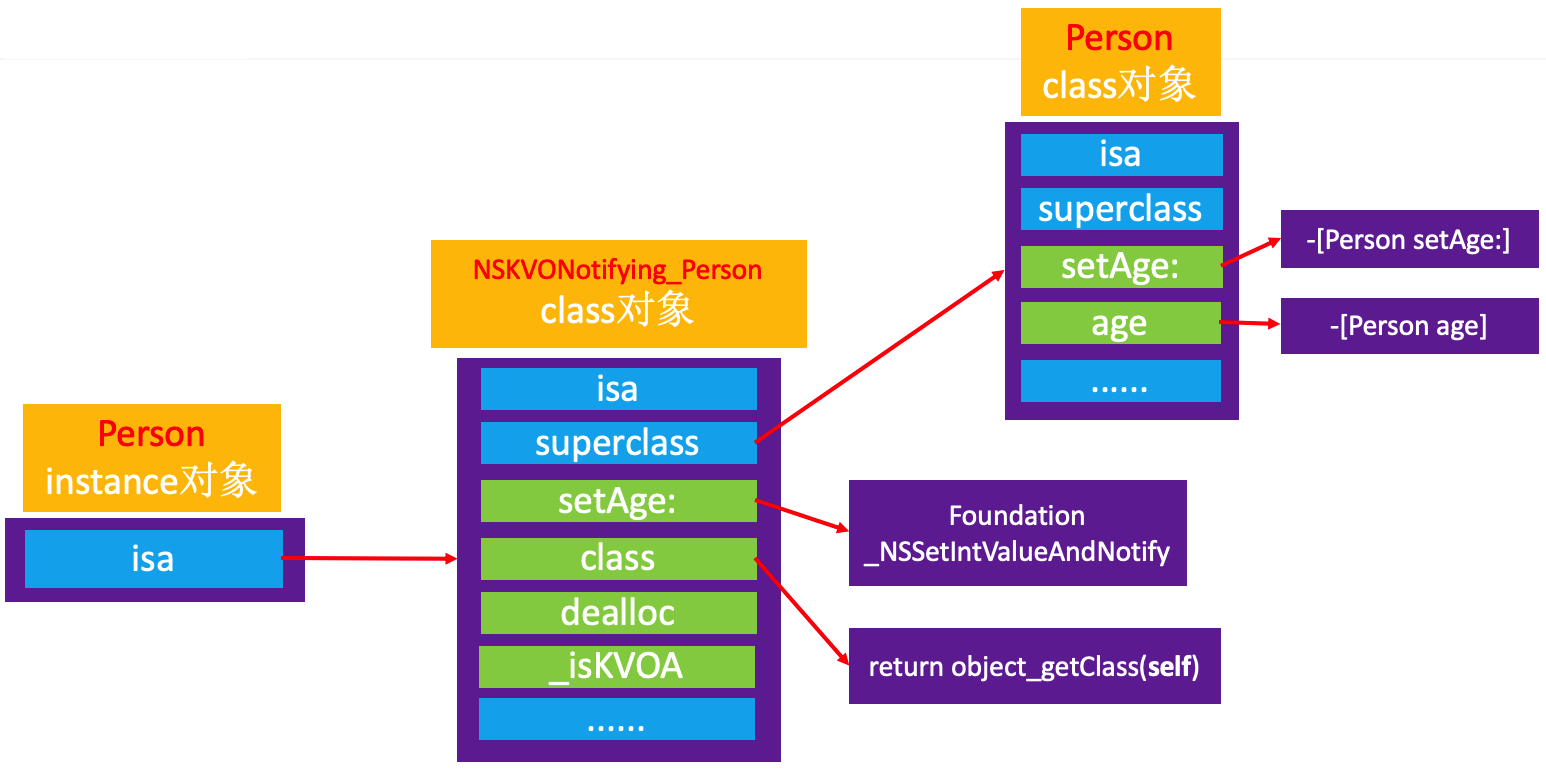 Person
instance对象
isa
NSKVONotifying_Person
class对象
isa
superclass
setAge:
class
dealloc
_isKVOA
......
Foundation
_NSSetIntValueAndNotify
return object_getClass(self)
Person
class对象
isa
superclass
setAge:
age
......
-[Person setAge:]
-[Person age]